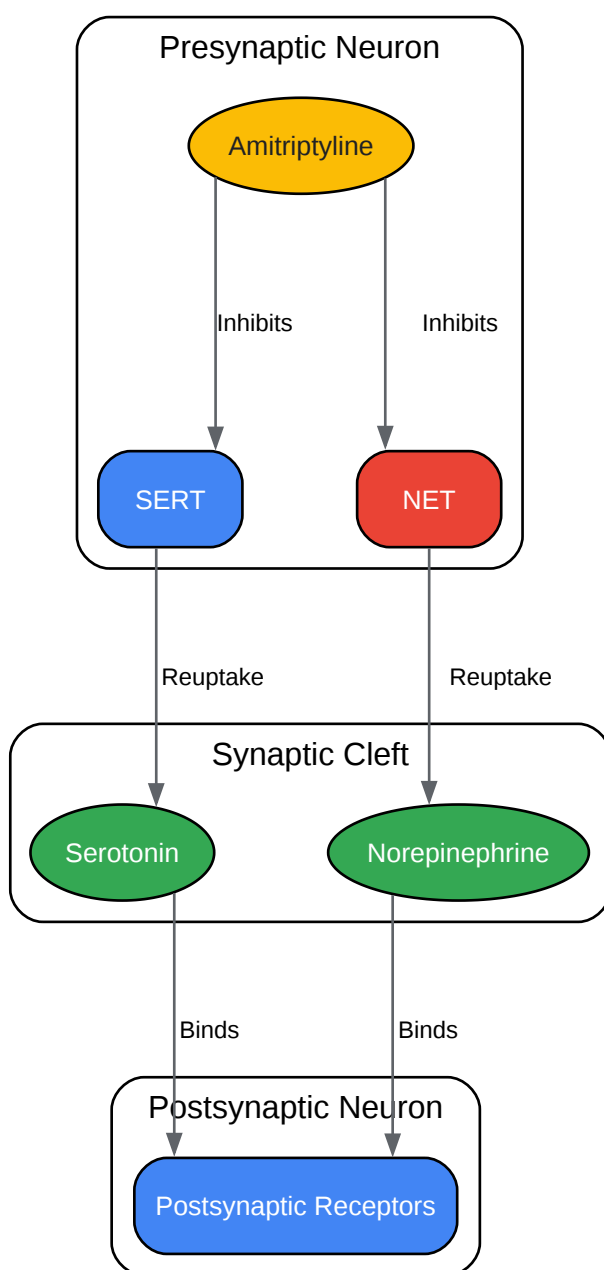 Presynaptic Neuron
Amitriptyline
Inhibits
Inhibits
SERT
NET
Reuptake
Reuptake
Synaptic Cleft
Serotonin
Norepinephrine
Binds
Binds
Postsynaptic Neuron
Postsynaptic Receptors